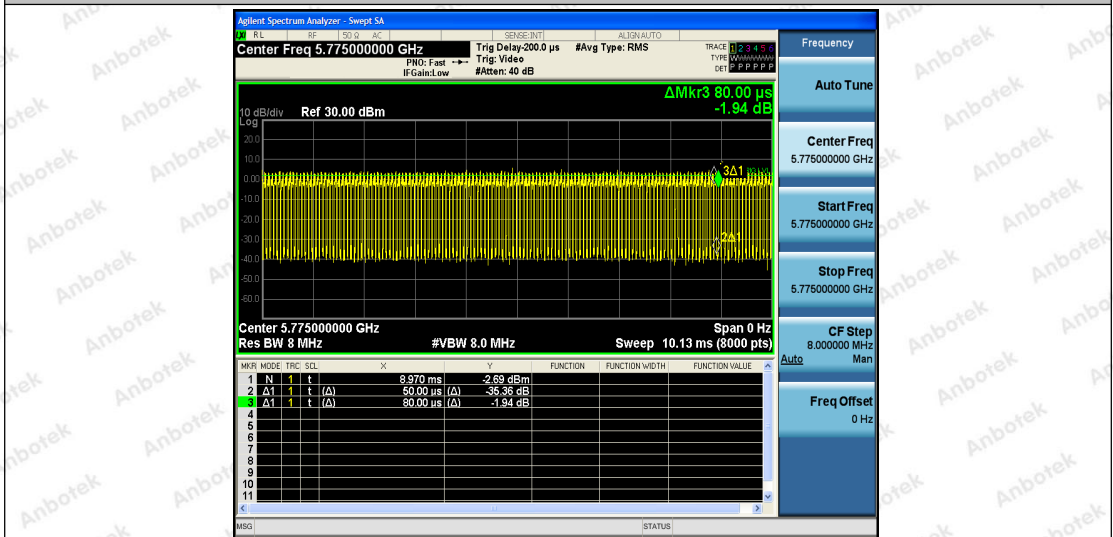 Agilent Spectrum Analyzer - Swept SA
RL RF 50 Ω AC SENSE:INT ALIGN AUTO
Center Freq 5.775000000 GHz
PNO: Fast
IFGain:Low
Trig Delay-200.0 µs
Trig: Video
#Atten: 40 dB
#Avg Type: RMS
TRACE 1 2 3 4 5 6
TYPE
DET P P P P P P
ΔMkr3 80.00 µs
-1.94 dB
10 dB/div Ref 30.00 dBm
Log
20.0
10.0
0.00
-10.0
-20.0
-40.0
-50.0
-60.0
3Δ1
2Δ1
Center 5.775000000 GHz Span 0 Hz
Res BW 8 MHz #VBW 8.0 MHz Sweep 10.13 ms (8000 pts)
MKR MODE TRC SCL X Y FUNCTION FUNCTION WIDTH FUNCTION VALUE
1 N 1 t 8.970 ms -2.69 dBm
2 Δ1 1 t (Δ) 50.00 µs (Δ) -35.36 dB
3 Δ1 1 t (Δ) 80.00 µs (Δ) -1.94 dB
4
5
6
7
8
9
10
11
MSG STATUS
Frequency
Auto Tune
Center Freq
5.775000000 GHz
Start Freq
5.775000000 GHz
Stop Freq
5.775000000 GHz
CF Step
8.000000 MHz
Auto Man
Freq Offset
0 Hz
Anbotek